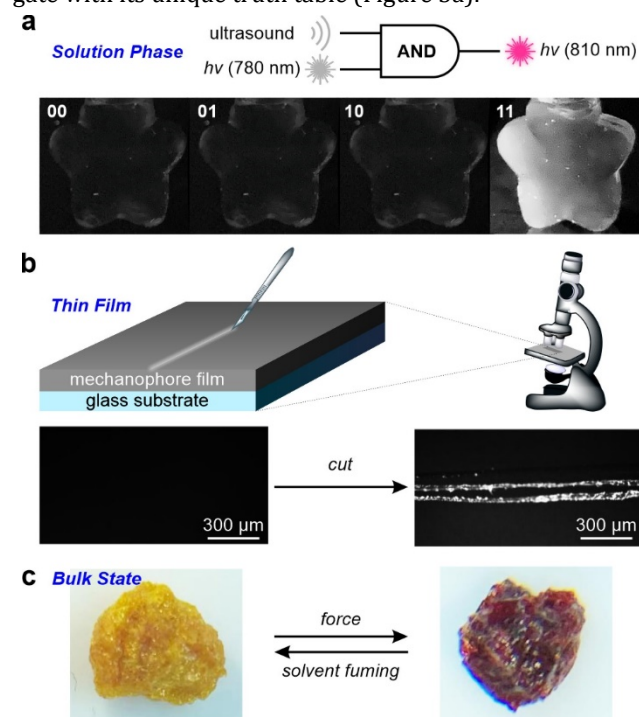 gate with its unique truth table (Figure 3a).
a
Solution Phase
ultrasound
hv (780 nm)
AND
hv (810 nm)
00 01 10 11
b
Thin Film
mechanophore film
glass substrate
cut
300 µm
300 µm
c Bulk State
force
solvent fuming